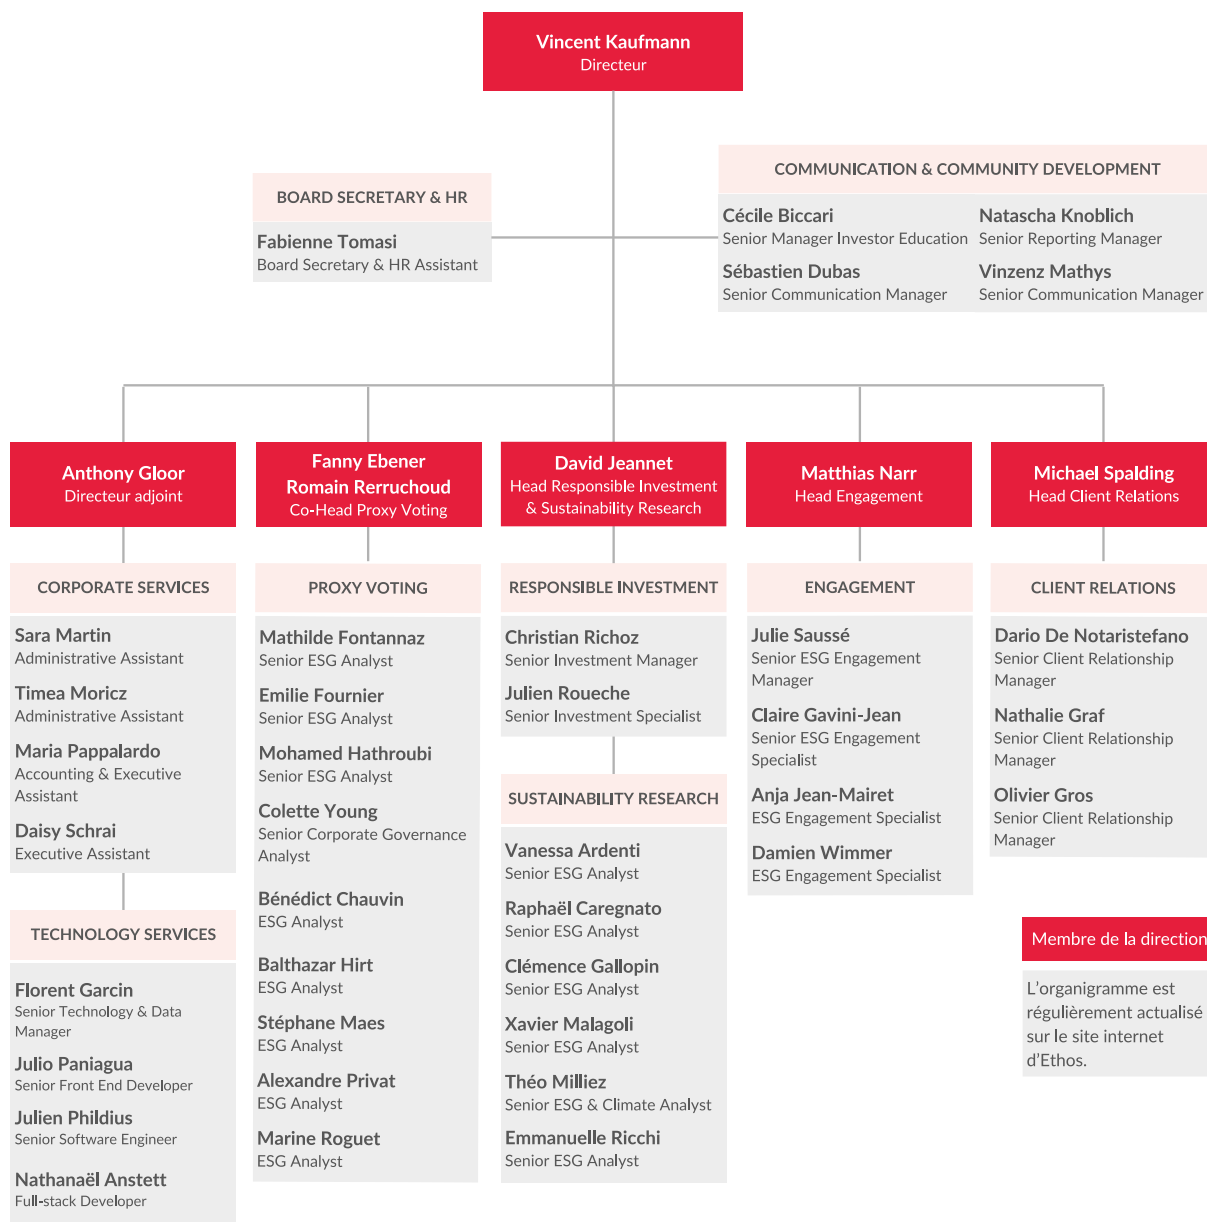 Vincent Kaufmann
Directeur
BOARD SECRETARY & HR
Fabienne Tomasi
Board Secretary & HR Assistant
COMMUNICATION & COMMUNITY DEVELOPMENT
Cécile Biccari
Senior Manager Investor Education
Natascha Knoblich
Senior Reporting Manager
Sébastien Dubas
Senior Communication Manager
Vinzenz Mathys
Senior Communication Manager
Anthony Gloor
Directeur adjoint
CORPORATE SERVICES
Sara Martin
Administrative Assistant
Timea Moricz
Administrative Assistant
Maria Pappalardo
Accounting & Executive
Assistant
Daisy Schrai
Executive Assistant
TECHNOLOGY SERVICES
Florent Garcin
Senior Technology & Data
Manager
Julio Paniagua
Senior Front End Developer
Julien Phildius
Senior Software Engineer
Nathanaël Anstett
Full-stack Developer
Fanny Ebener
Romain Rerruchoud
Co-Head Proxy Voting
PROXY VOTING
Mathilde Fontannaz
Senior ESG Analyst
Emilie Fournier
Senior ESG Analyst
Mohamed Hathroubi
Senior ESG Analyst
Colette Young
Senior Corporate Governance
Analyst
Bénédict Chauvin
ESG Analyst
Balthazar Hirt
ESG Analyst
Stéphane Maes
ESG Analyst
Alexandre Privat
ESG Analyst
Marine Roguet
ESG Analyst
David Jeannet
Head Responsible Investment
& Sustainability Research
RESPONSIBLE INVESTMENT
Christian Richoz
Senior Investment Manager
Julien Roueche
Senior Investment Specialist
SUSTAINABILITY RESEARCH
Vanessa Ardenti
Senior ESG Analyst
Raphaël Caregnato
Senior ESG Analyst
Clémence Gallopin
Senior ESG Analyst
Xavier Malagoli
Senior ESG Analyst
Théo Milliez
Senior ESG & Climate Analyst
Emmanuelle Ricchi
Senior ESG Analyst
Matthias Narr
Head Engagement
ENGAGEMENT
Julie Saussé
Senior ESG Engagement
Manager
Claire Gavini-Jean
Senior ESG Engagement
Specialist
Anja Jean-Mairet
ESG Engagement Specialist
Damien Wimmer
ESG Engagement Specialist
Michael Spalding
Head Client Relations
CLIENT RELATIONS
Dario De Notaristefano
Senior Client Relationship
Manager
Nathalie Graf
Senior Client Relationship
Manager
Olivier Gros
Senior Client Relationship
Manager
Membre de la direction
L'organigramme est
régulièrement actualisé
sur le site internet
d'Ethos.